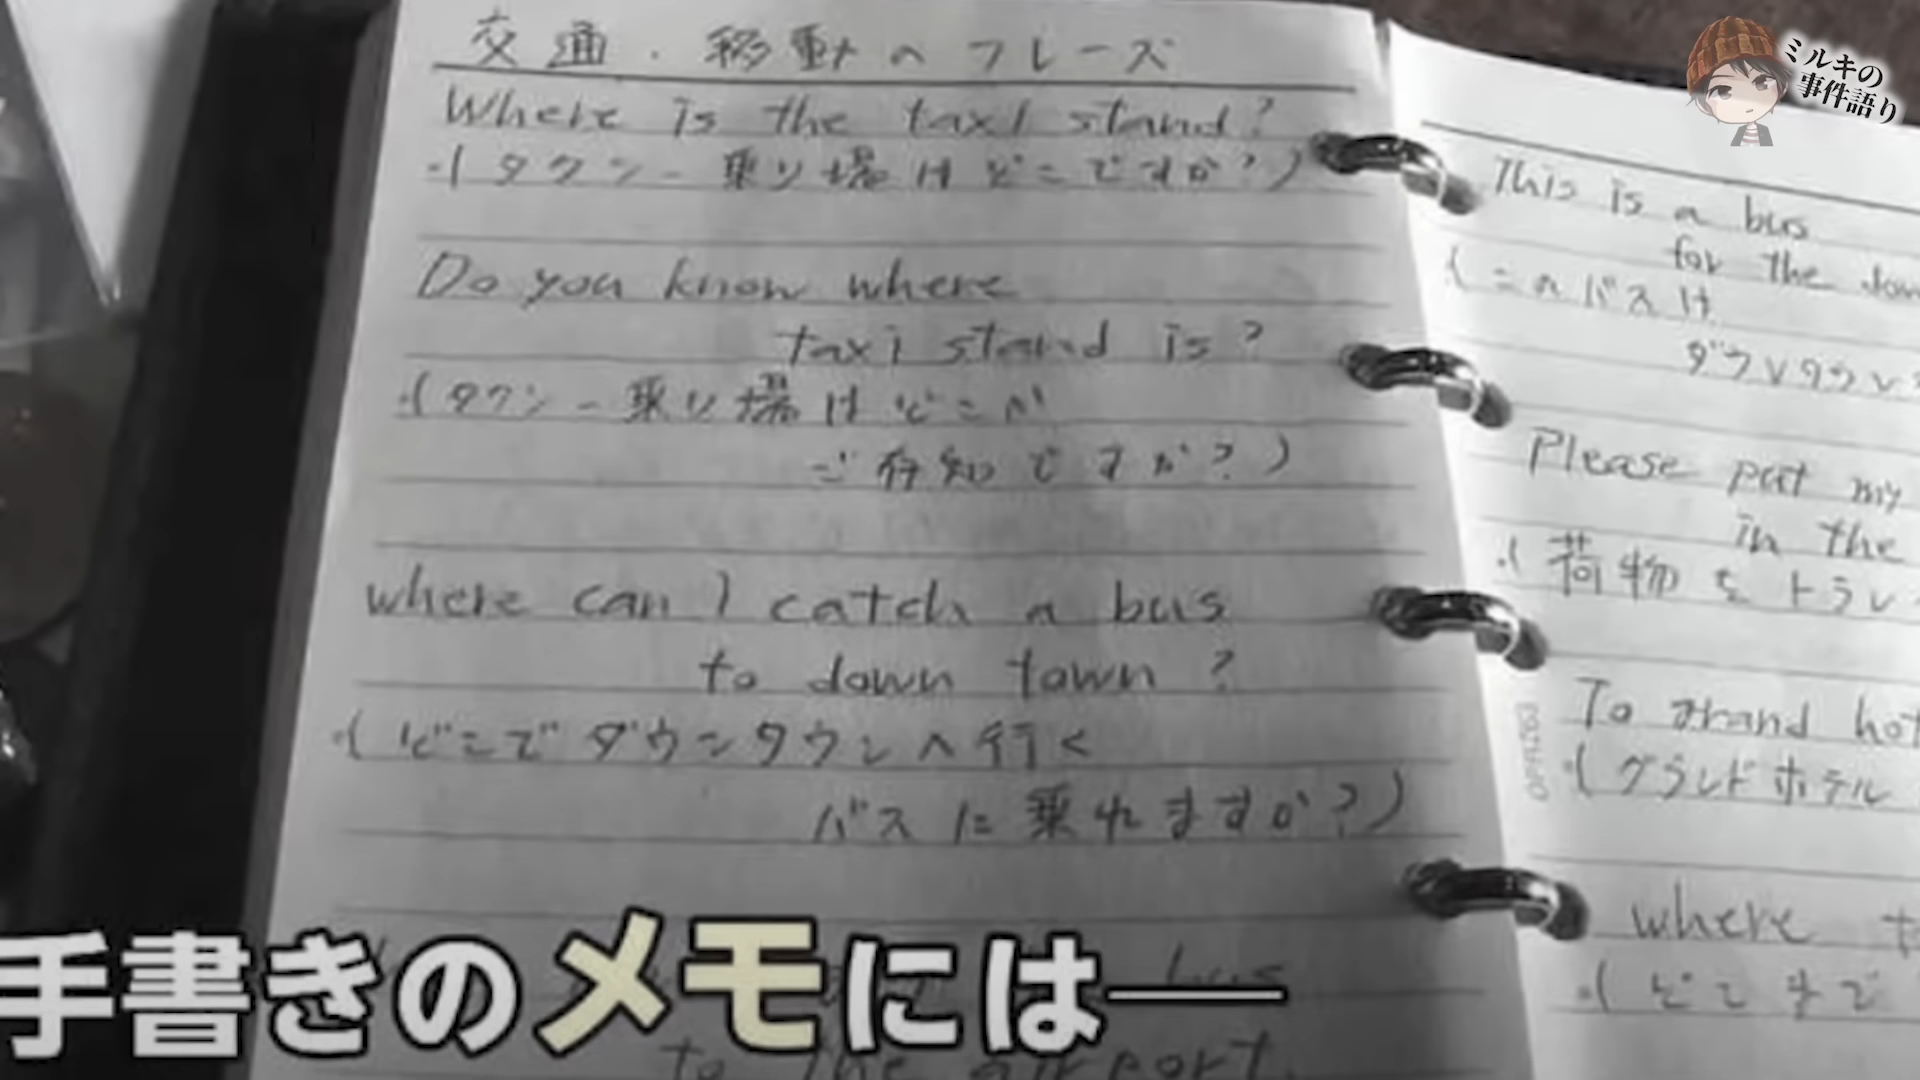 交通・移動のフレーズ
Where is the taxi stand?
(タクシー乗り場はどこですか?)
Do you know where
taxi stand is?
(タクシー乗り場はどこか
ご存知ですか?)
where can I catch a bus
to down town?
(どこでダウンタウンへ行く
バスに乗れますか?)
bus
to the airport.
This is a bus
for the
(このバスは
ダウンタウン
Please put my
in the
(荷物をトラン
To grand
(グランドホテル
where
(どこまで
手書きのメモには──
ミルキの
事件語り